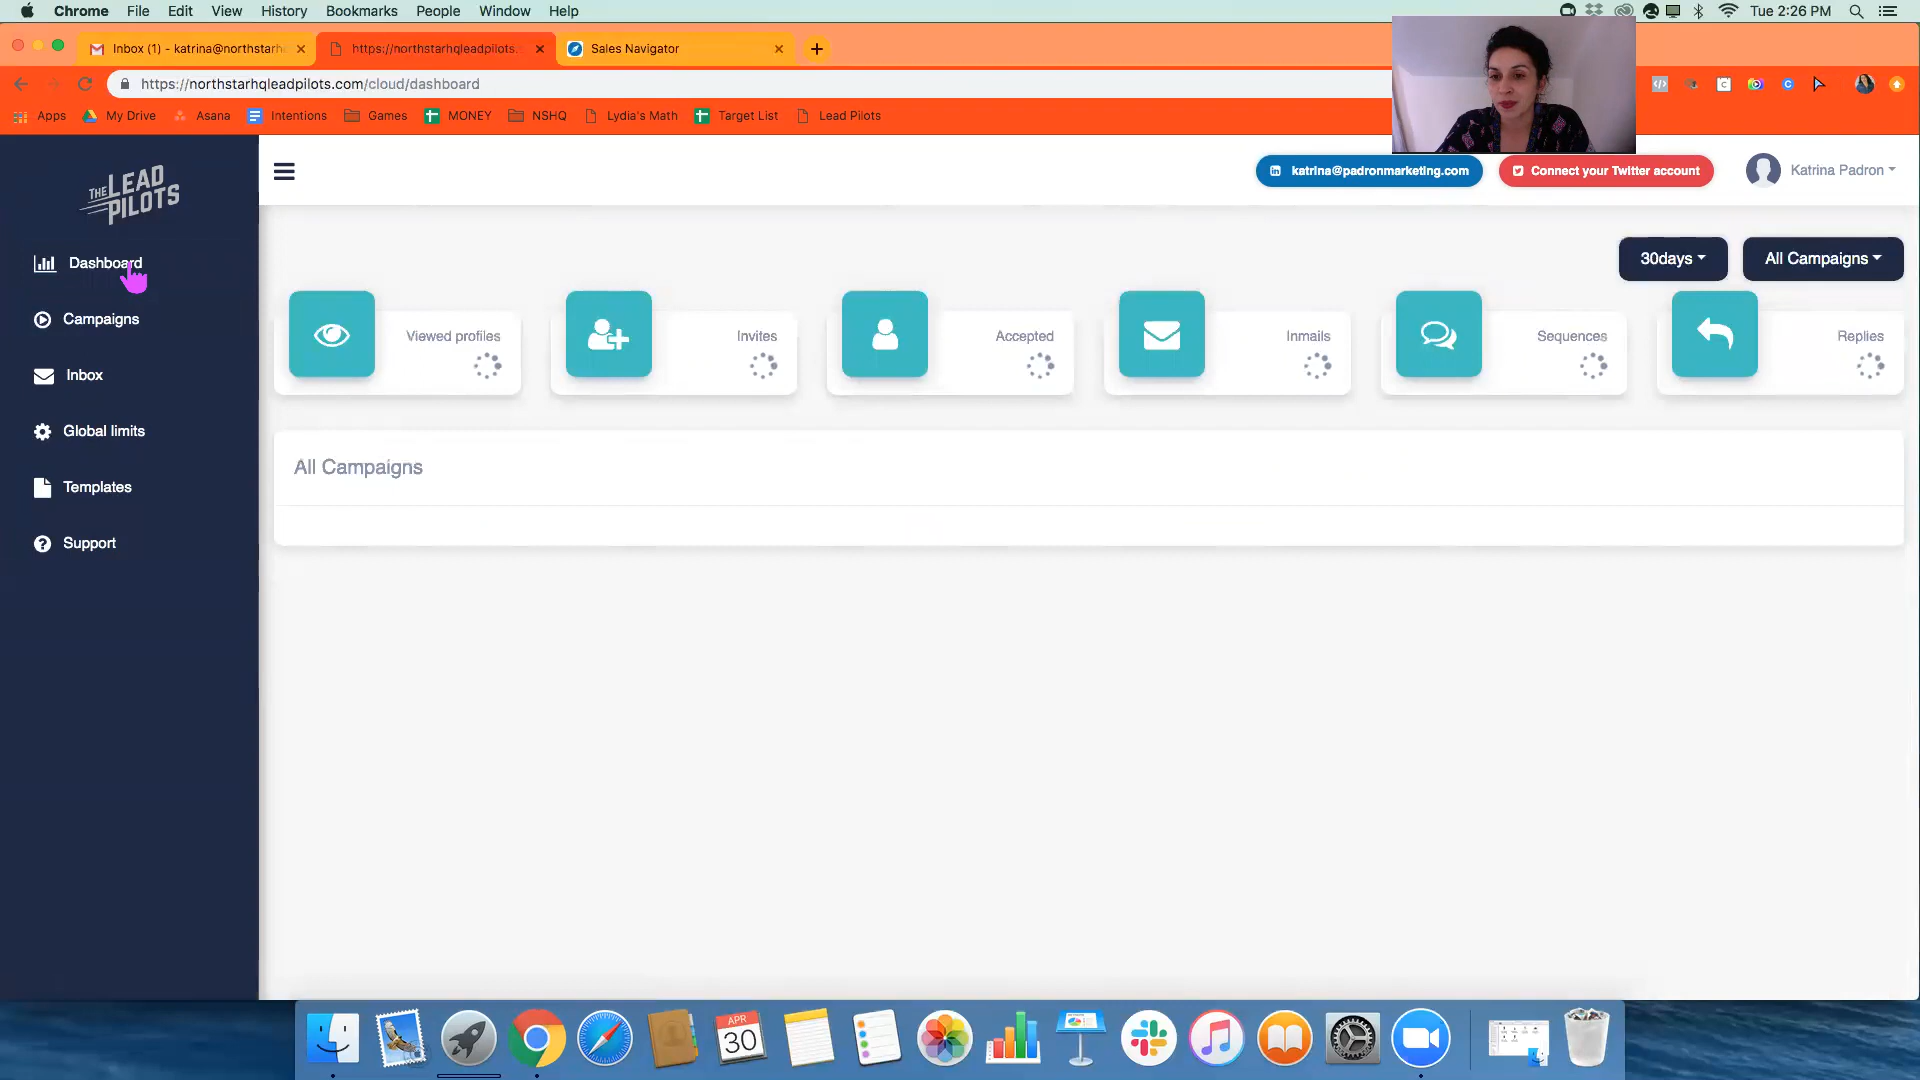 Chrome File Edit View History Bookmarks People Window Help Tue 2:26 PM
Inbox (1) - katrina@northstarh
https://northstarhqleadpilots.
Sales Navigator
https://northstarhqleadpilots.com/cloud/dashboard
Apps My Drive Asana Intentions Games MONEY NSHQ Lydia's Math Target List Lead Pilots
THE LEAD PILOTS
katrina@padronmarketing.com
Connect your Twitter account
Katrina Padron
Dashboard
Campaigns
Inbox
Global limits
Templates
Support
30days
All Campaigns
Viewed profiles
Invites
Accepted
Inmails
Sequences
Replies
All Campaigns
APR
30